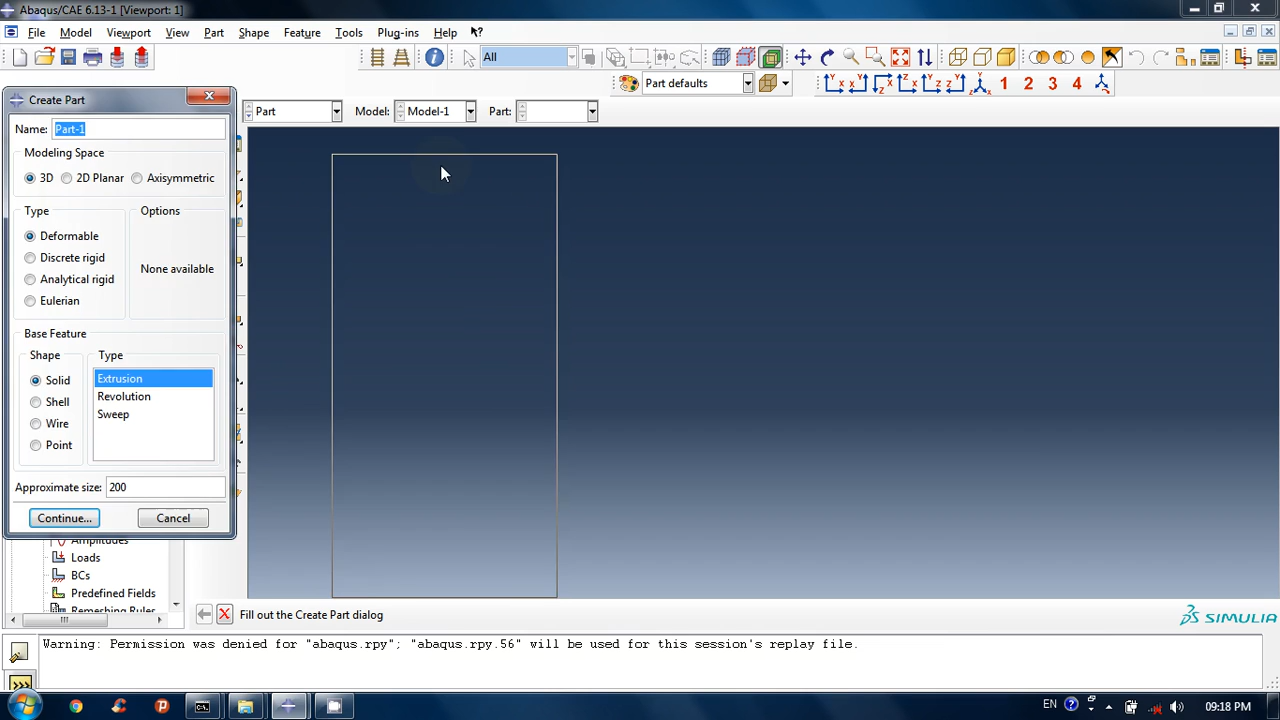 Abaqus/CAE 6.13-1 [Viewport: 1]
File Model Viewport View Part Shape Feature Tools Plug-ins Help
All
Part defaults
1 2 3 4
Create Part
Part Model: Model-1 Part:
Name: Part-1
Modeling Space
3D 2D Planar Axisymmetric
Type Options
Deformable
Discrete rigid
None available
Analytical rigid
Eulerian
Base Feature
Shape Type
Solid Extrusion
Shell Revolution
Wire Sweep
Point
Approximate size: 200
Continue... Cancel
Amplitudes
Loads
BCs
Predefined Fields
Remeshing Rules
Fill out the Create Part dialog
SIMULIA
Warning: Permission was denied for "abaqus.rpy"; "abaqus.rpy.56" will be used for this session's replay file.
>>>
EN 09:18 PM